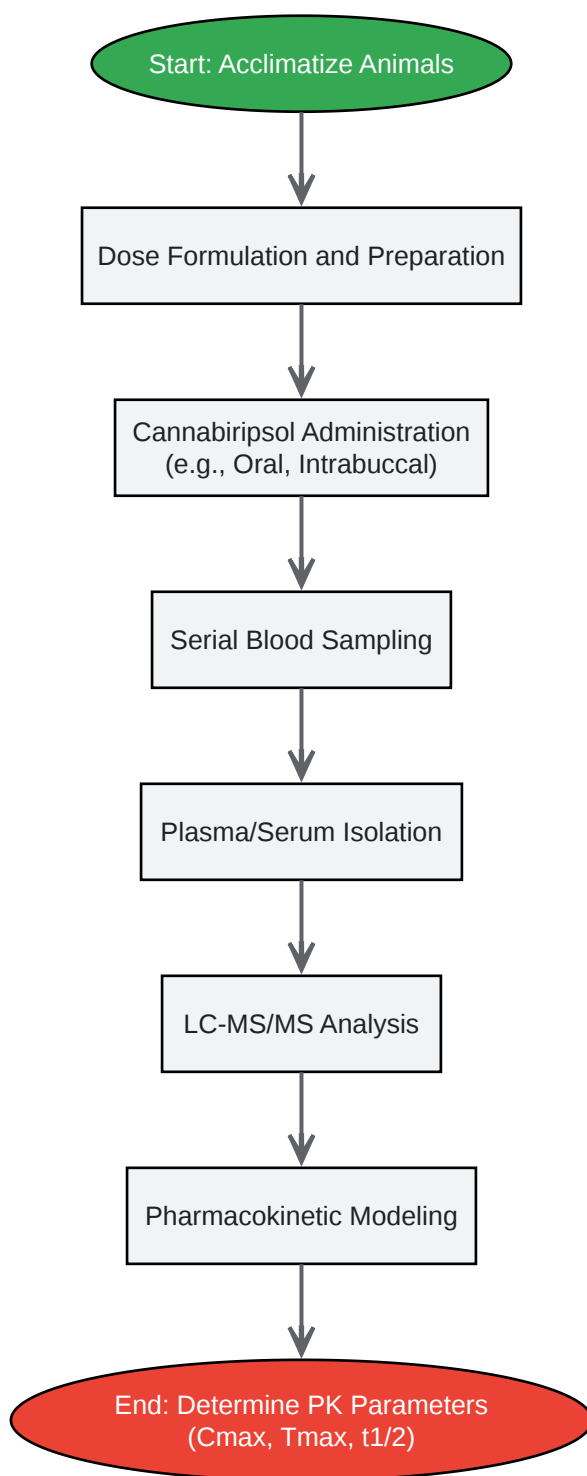 Start: Acclimatize Animals
Dose Formulation and Preparation
Cannabiripsol Administration
(e.g., Oral, Intrabuccal)
Serial Blood Sampling
Plasma/Serum Isolation
LC-MS/MS Analysis
Pharmacokinetic Modeling
End: Determine PK Parameters
(Cmax, Tmax, t1/2)